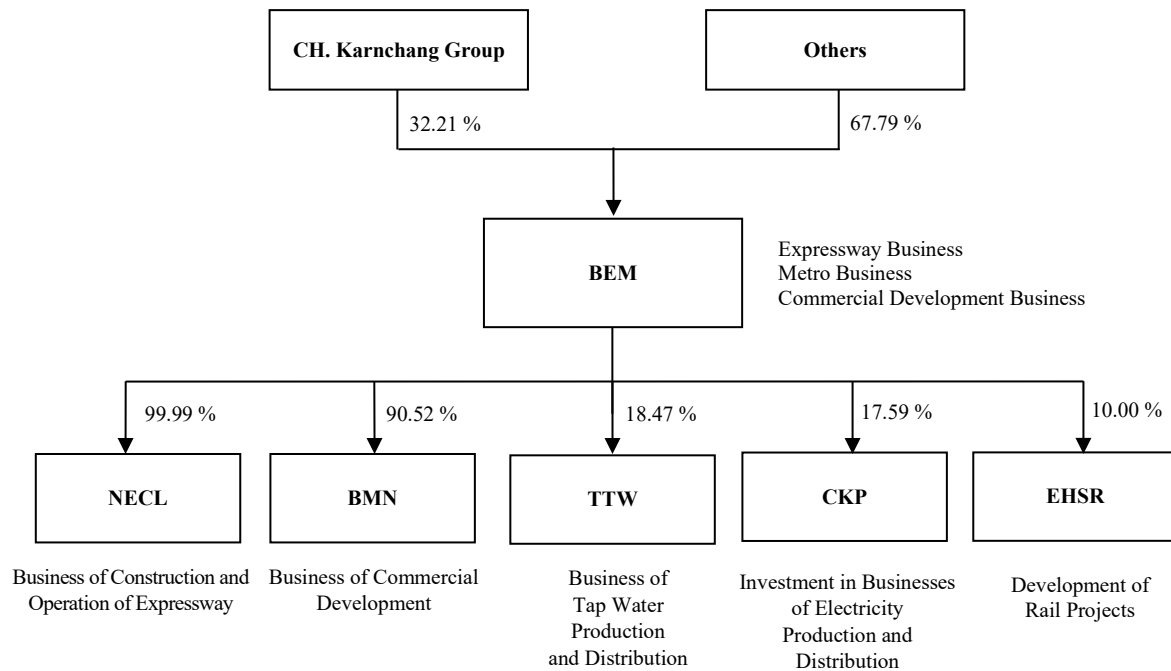 CH. Karnchang Group
Others
32.21 %
67.79 %
BEM
Expressway Business
Metro Business
Commercial Development Business
99.99 %
90.52 %
18.47 %
17.59 %
10.00 %
NECL
BMN
TTW
CKP
EHSR
Business of Construction and
Operation of Expressway
Business of Commercial
Development
Business of
Tap Water
Production
and Distribution
Investment in Businesses
of Electricity
Production and
Distribution
Development of
Rail Projects